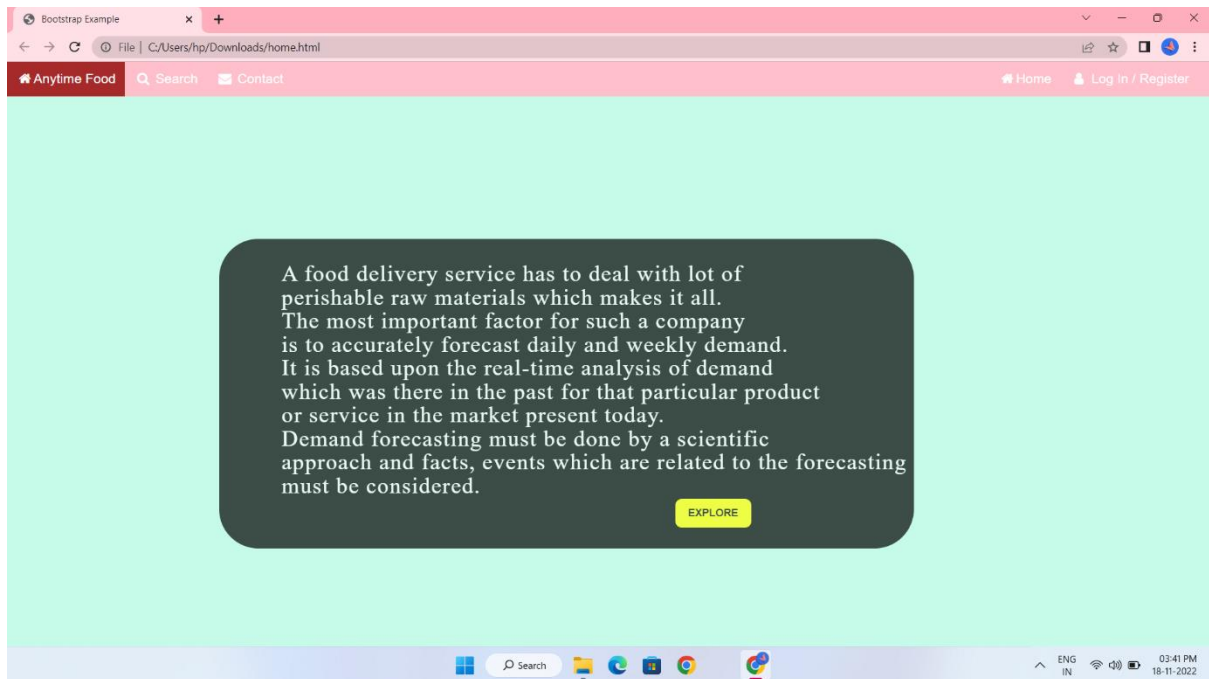 Bootstrap Example
File | C:/Users/hp/Downloads/home.html
Anytime Food Search Contact Home Log In / Register
A food delivery service has to deal with lot of
perishable raw materials which makes it all.
The most important factor for such a company
is to accurately forecast daily and weekly demand.
It is based upon the real-time analysis of demand
which was there in the past for that particular product
or service in the market present today.
Demand forecasting must be done by a scientific
approach and facts, events which are related to the forecasting
must be considered.
EXPLORE
Search ENG 03:41 PM
IN 18-11-2022